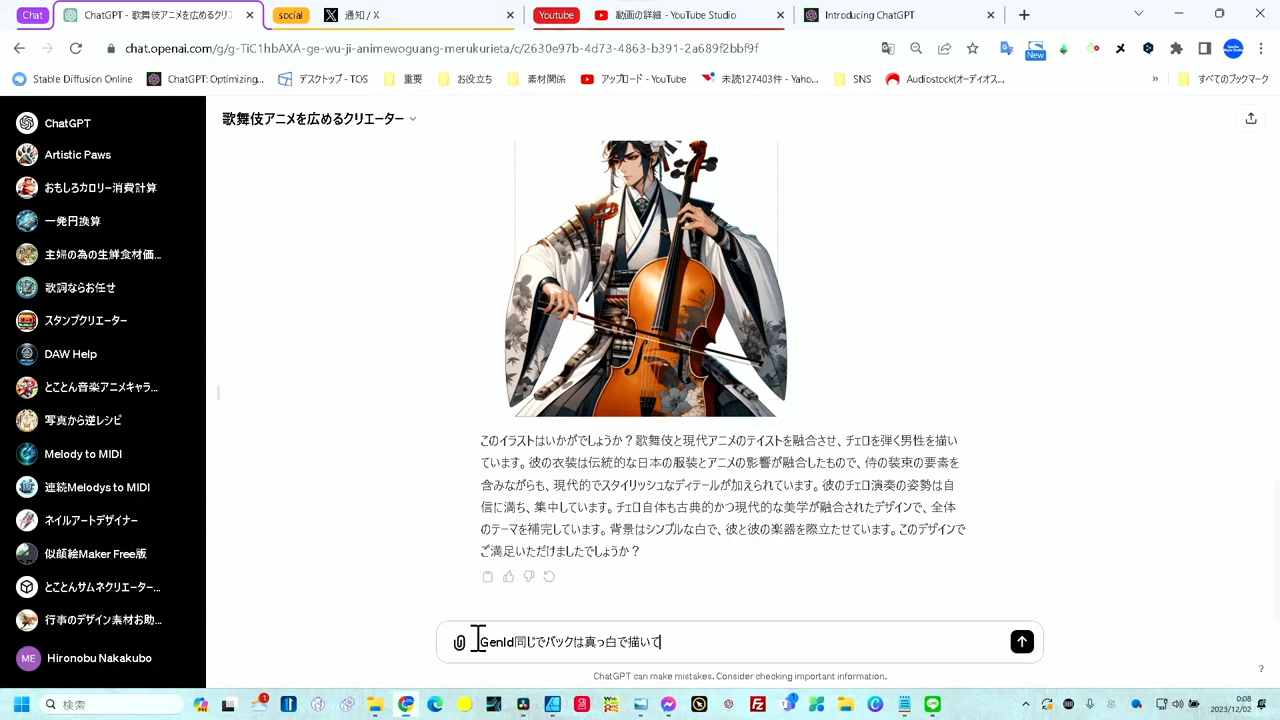 Chat
ChatGPT - 歌舞伎アニメを広めるクリエ
social
通知 / X
Youtube
動画の詳細 - YouTube Studio
Introducing ChatGPT
chat.openai.com/g/g-TiC1hbAXA-ge-wu-ji-animewoguang-merukurieta/c/2630e97b-4d73-4863-b391-2a689f2bbf9f
New
Stable Diffusion Online
ChatGPT: Optimizing...
デスクトップ - TOS
重要
お役立ち
素材関係
アップロード - YouTube
未読127403件 - Yaho...
SNS
Audiostock(オーディオス...
»
すべてのブックマーク
ChatGPT
Artistic Paws
おもしろカロリー消費計算
一発円換算
主婦の為の生鮮食材価...
歌詞ならお任せ
スタンプクリエーター
DAW Help
とことん音楽アニメキャラ...
写真から逆レシピ
Melody to MIDI
連続Melodys to MIDI
ネイルアートデザイナー
似顔絵Maker Free版
とことんサムネクリエーター...
行事のデザイン素材お助...
ME Hironobu Nakakubo
歌舞伎アニメを広めるクリエーター
このイラストはいかがでしょうか？歌舞伎と現代アニメのテイストを融合させ、チェロを弾く男性を描い
ています。彼の衣装は伝統的な日本の服装とアニメの影響が融合したもので、侍の装束の要素を
含みながらも、現代的でスタイリッシュなディテールが加えられています。彼のチェロ演奏の姿勢は自
信に満ち、集中しています。チェロ自体も古典的かつ現代的な美学が融合されたデザインで、全体
のテーマを補完しています。背景はシンプルな白で、彼と彼の楽器を際立たせています。このデザインで
ご満足いただけましたでしょうか？
GenId同じでバックは真っ白で描いて
ChatGPT can make mistakes. Consider checking important information.
?
検索
0:08
2023/12/02